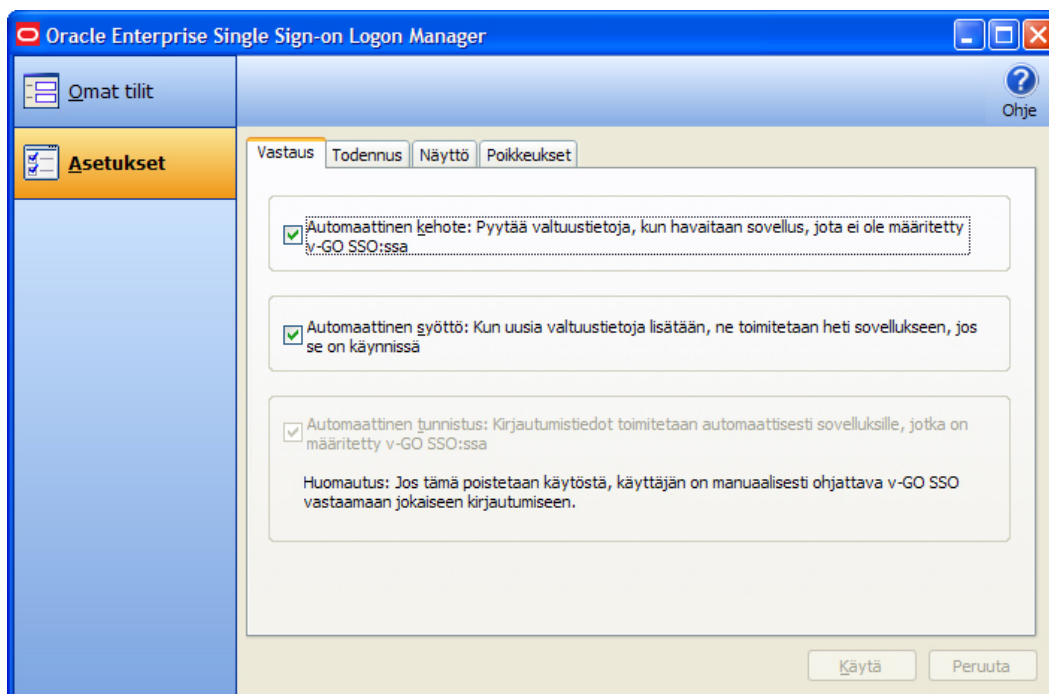 Oracle Enterprise Single Sign-on Logon Manager
Omat tilit
Ohje
Asetukset
Vastaus
Todennus
Näyttö
Poikkeukset
Automaattinen kehote: Pyytää valtuustietoja, kun havaitaan sovellus, jota ei ole määritetty
v-GO SSO:ssa
Automaattinen syöttö: Kun uusia valtuustietoja lisätään, ne toimitetaan heti sovellukseen, jos
se on käynnissä
Automaattinen tunnistus: Kirjautumistiedot toimitetaan automaattisesti sovelluksille, jotka on
määritetty v-GO SSO:ssa
Huomautus: Jos tämä poistetaan käytöstä, käyttäjän on manuaalisesti ohjattava v-GO SSO
vastaamaan jokaiseen kirjautumiseen.
Käytä
Peruuta